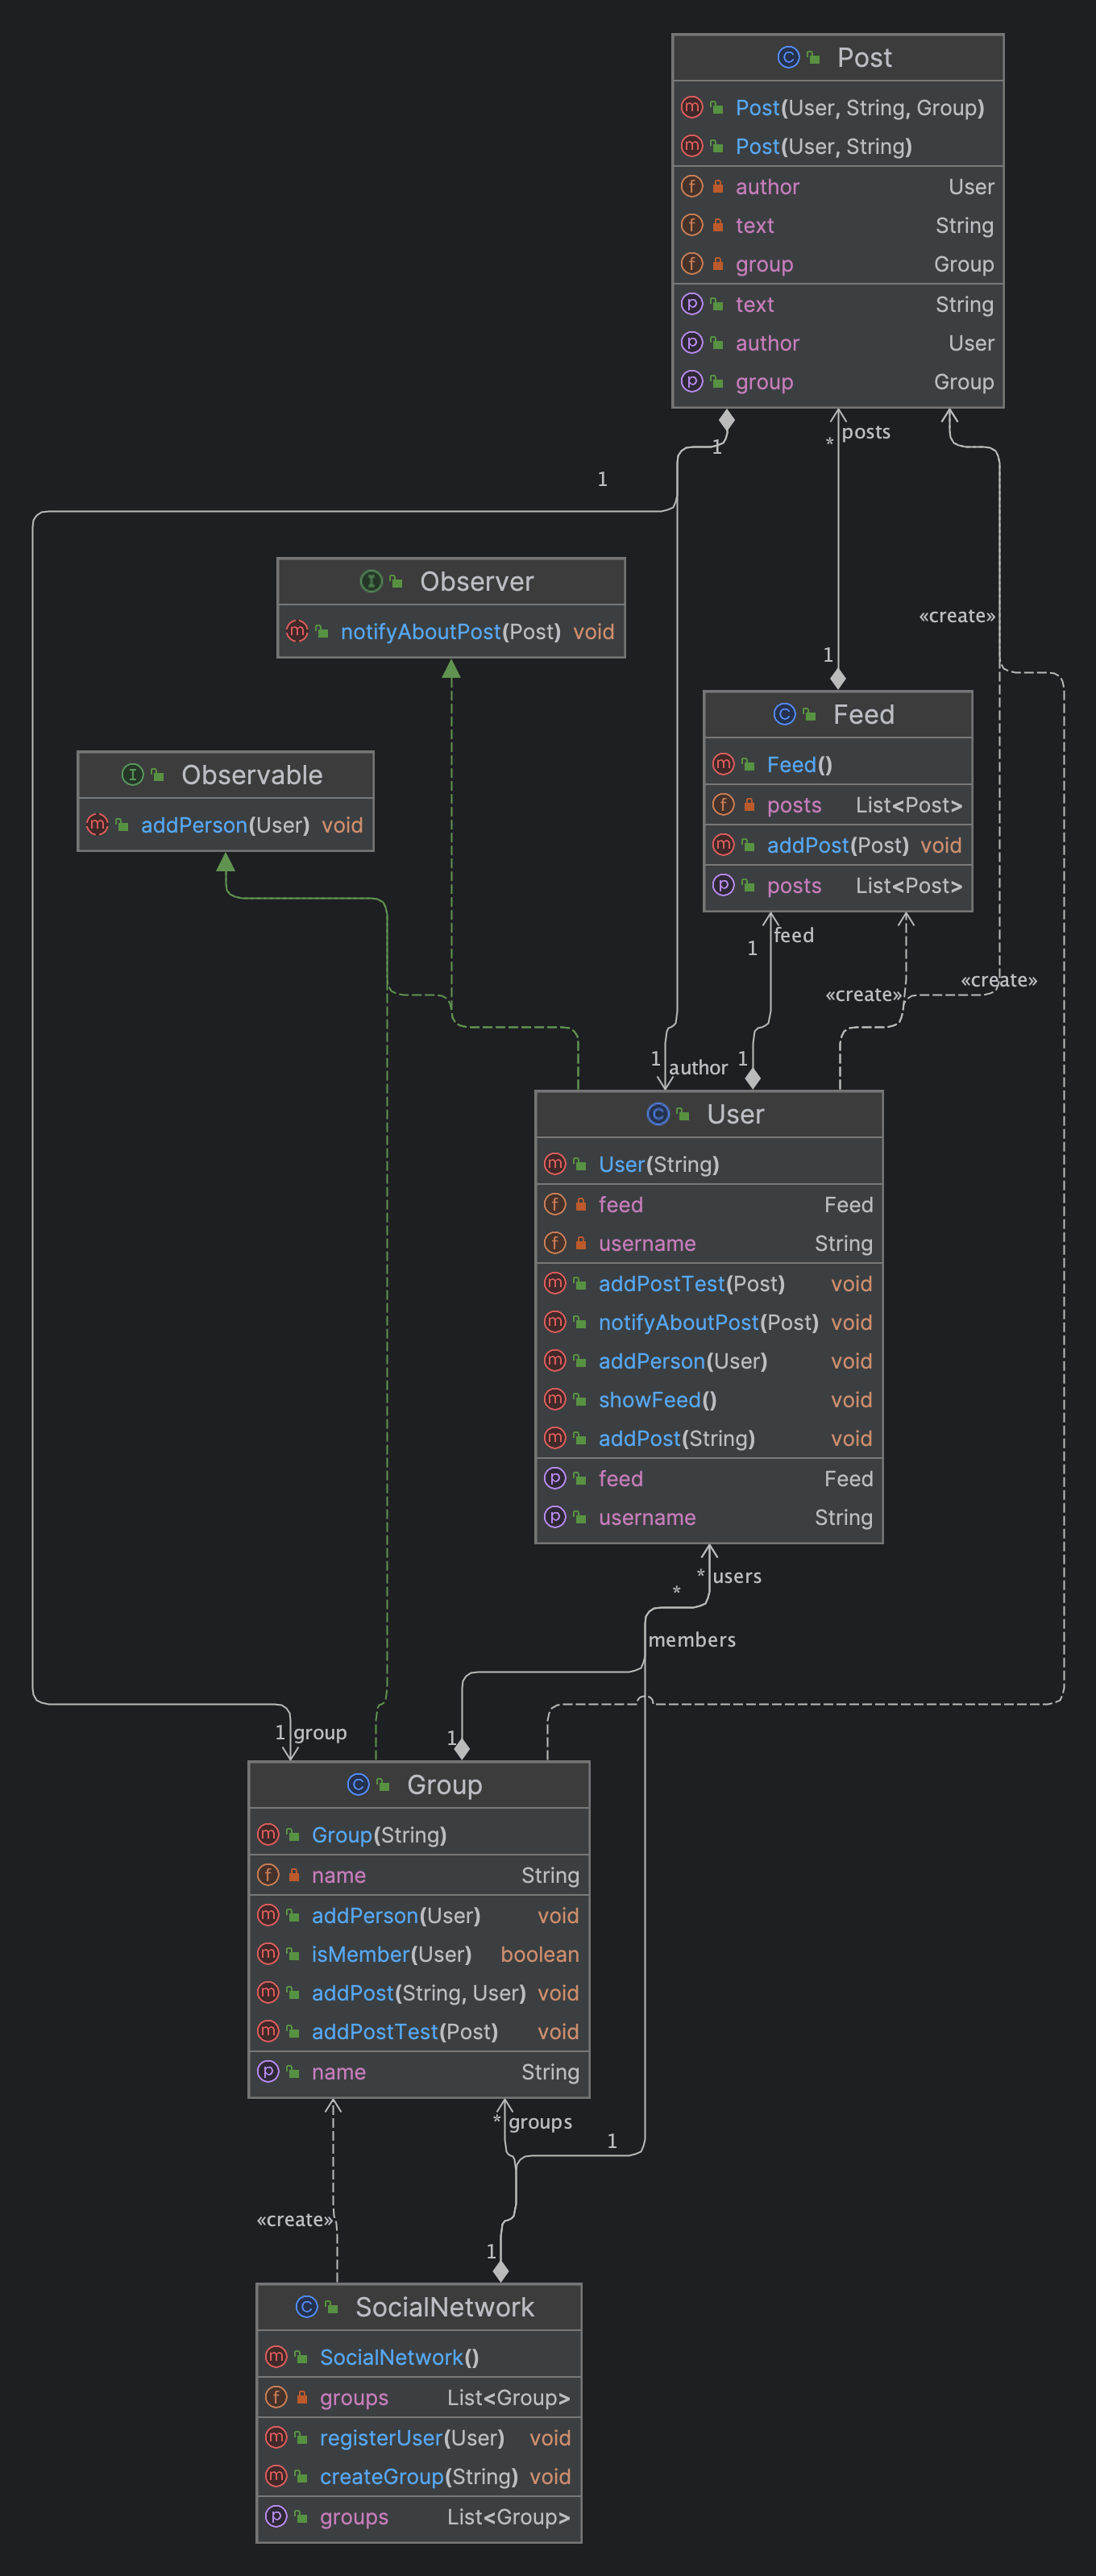 Post
Post(User, String, Group)
Post(User, String)
author User
text String
group Group
text String
author User
group Group
1
* posts
1
Observer
notifyAboutPost(Post) void
«create»
1
Feed
Feed()
posts List<Post>
addPost(Post) void
posts List<Post>
Observable
addPerson(User) void
1 feed
«create»
«create»
1 author
1
User
User(String)
feed Feed
username String
addPostTest(Post) void
notifyAboutPost(Post) void
addPerson(User) void
showFeed() void
addPost(String) void
feed Feed
username String
* users
*
members
1 group
1
Group
Group(String)
name String
addPerson(User) void
isMember(User) boolean
addPost(String, User) void
addPostTest(Post) void
name String
* groups
1
«create»
1
SocialNetwork
SocialNetwork()
groups List<Group>
registerUser(User) void
createGroup(String) void
groups List<Group>